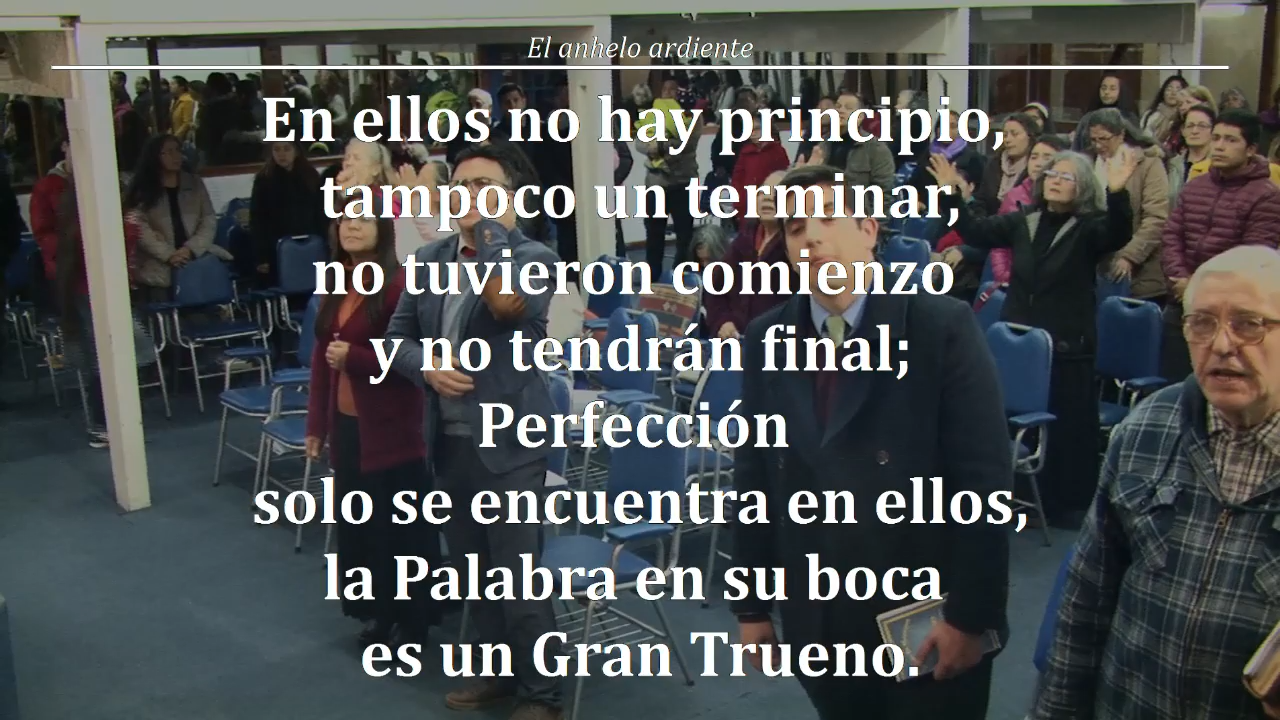 El anhelo ardiente
En ellos no hay principio,
tampoco un terminar,
no tuvieron comienzo
y no tendrán final;
Perfección
solo se encuentra en ellos,
la Palabra en su boca
es un Gran Trueno.